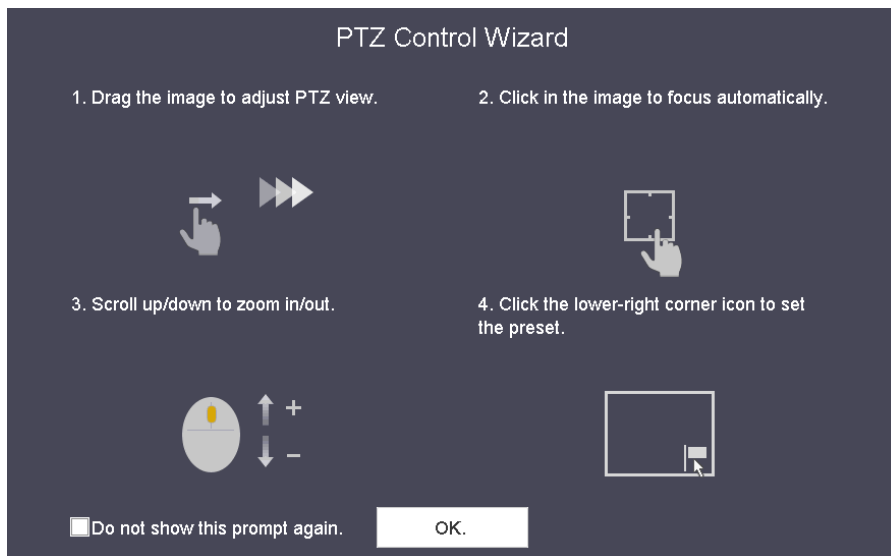 PTZ Control Wizard
1. Drag the image to adjust PTZ view.
2. Click in the image to focus automatically.
3. Scroll up/down to zoom in/out.
4. Click the lower-right corner icon to set
the preset.
Do not show this prompt again.
OK.